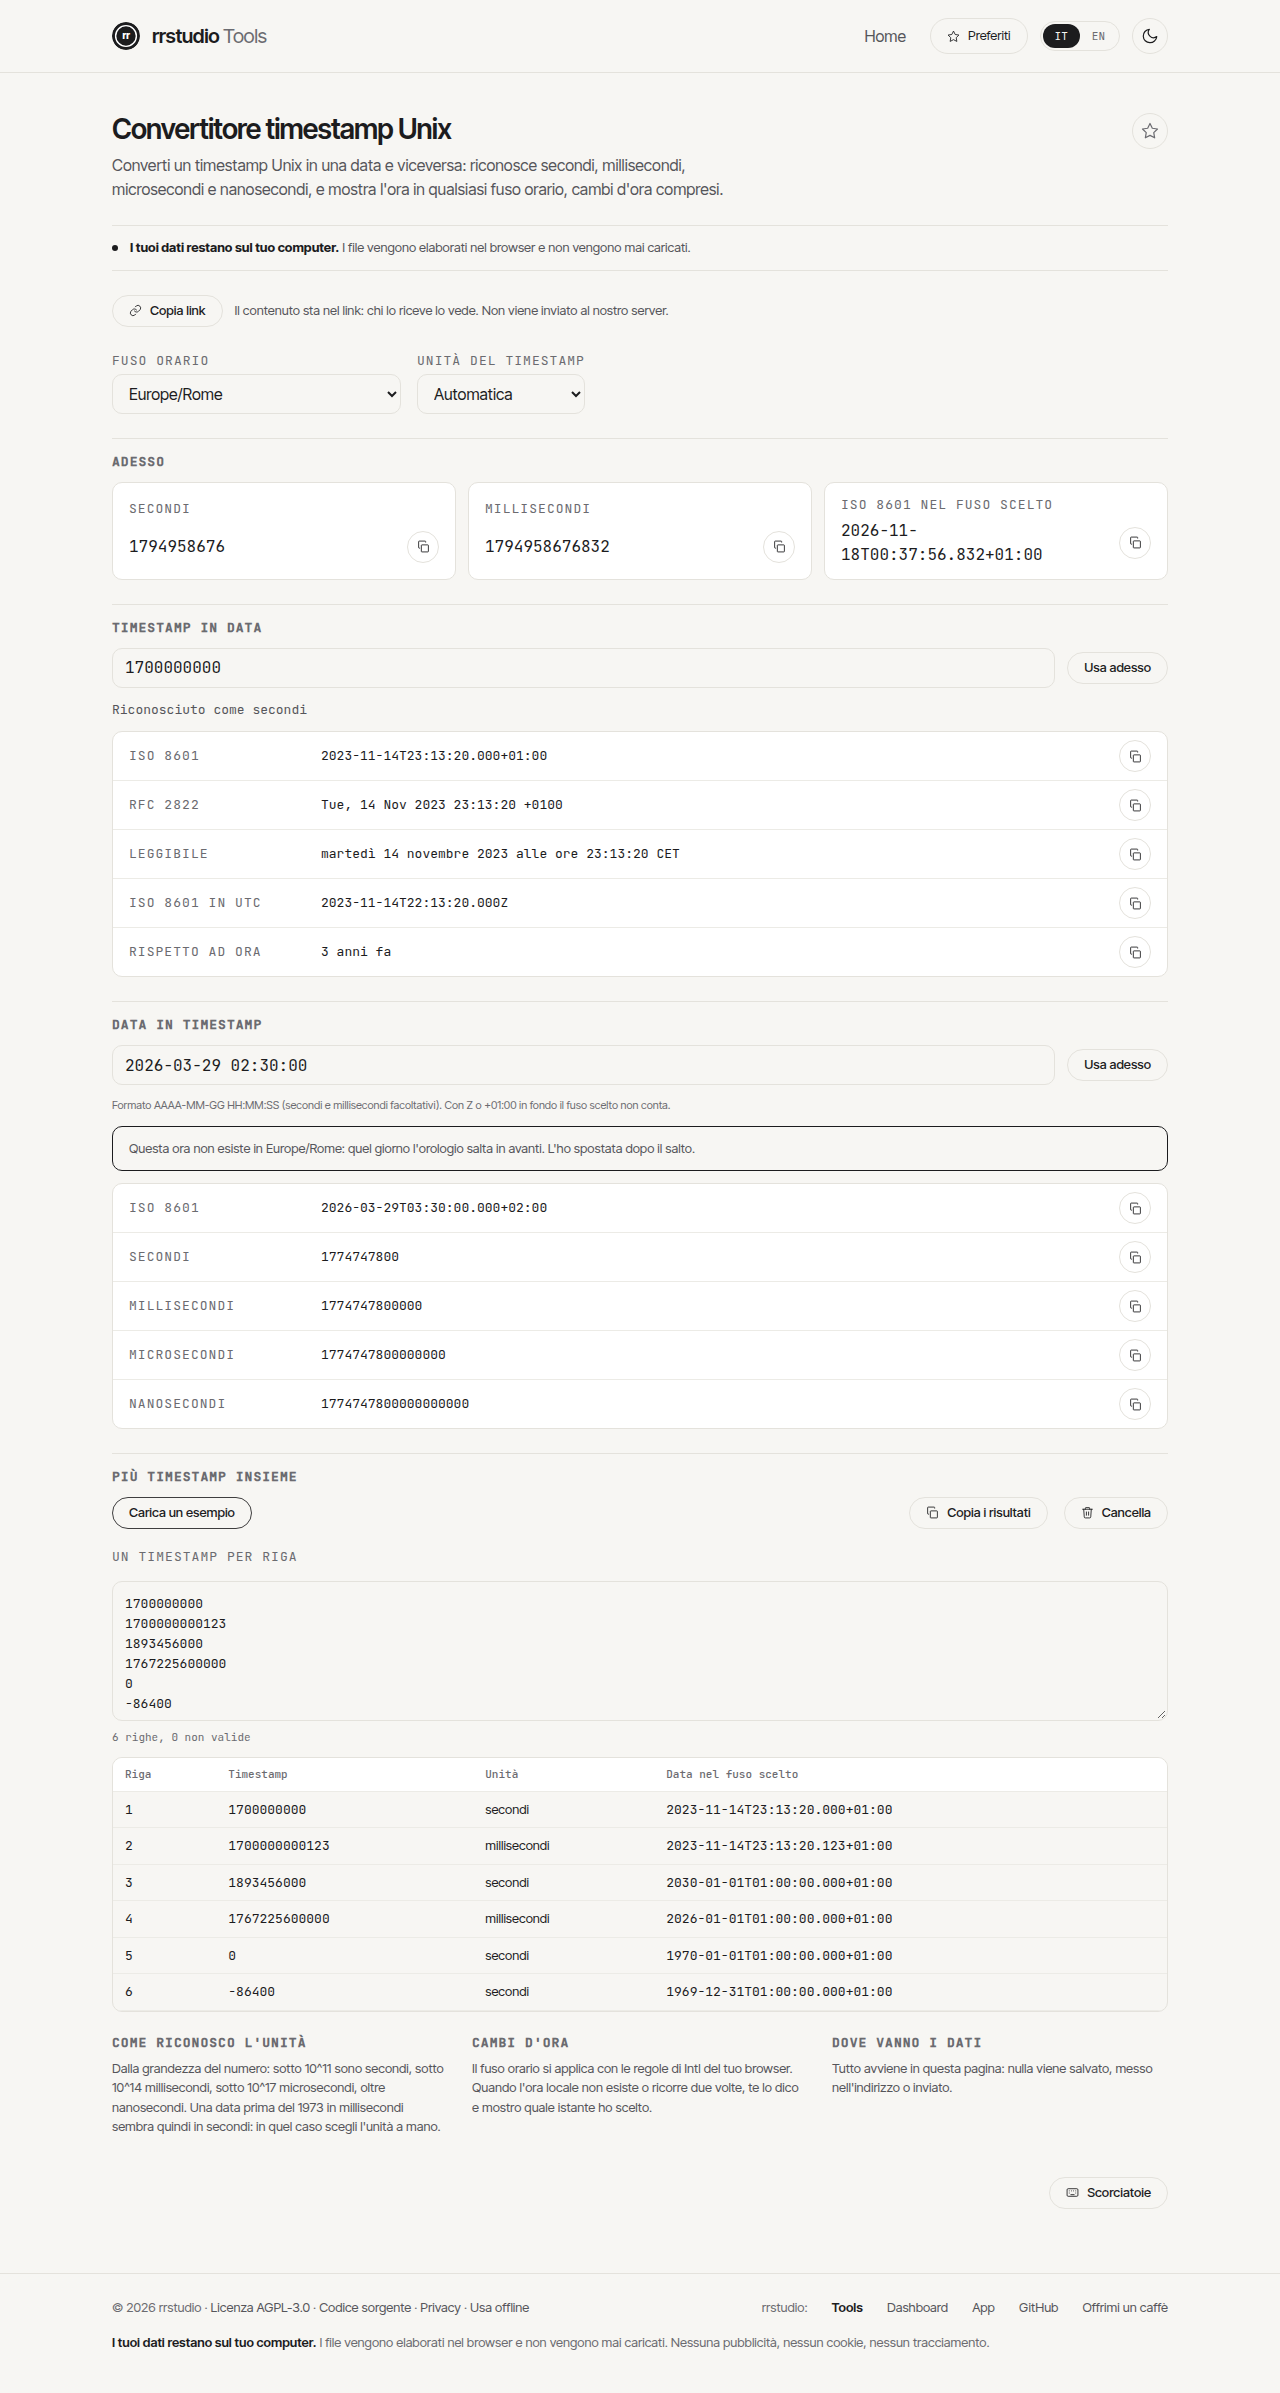 rr rrstudio Tools
Home Preferiti IT EN
Convertitore timestamp Unix
Converti un timestamp Unix in una data e viceversa: riconosce secondi, millisecondi,
microsecondi e nanosecondi, e mostra l'ora in qualsiasi fuso orario, cambi d'ora compresi.
I tuoi dati restano sul tuo computer. I file vengono elaborati nel browser e non vengono mai caricati.
Copia link Il contenuto sta nel link: chi lo riceve lo vede. Non viene inviato al nostro server.
FUSO ORARIO UNITÀ DEL TIMESTAMP
Europe/Rome Automatica
ADESSO
SECONDI
1794958676
MILLISECONDI
1794958676832
ISO 8601 NEL FUSO SCELTO
2026-11-
18T00:37:56.832+01:00
TIMESTAMP IN DATA
1700000000 Usa adesso
Riconosciuto come secondi
ISO 8601 2023-11-14T23:13:20.000+01:00
RFC 2822 Tue, 14 Nov 2023 23:13:20 +0100
LEGGIBILE martedì 14 novembre 2023 alle ore 23:13:20 CET
ISO 8601 IN UTC 2023-11-14T22:13:20.000Z
RISPETTO AD ORA 3 anni fa
DATA IN TIMESTAMP
2026-03-29 02:30:00 Usa adesso
Formato AAAA-MM-GG HH:MM:SS (secondi e millisecondi facoltativi). Con Z o +01:00 in fondo il fuso scelto non conta.
Questa ora non esiste in Europe/Rome: quel giorno l'orologio salta in avanti. L'ho spostata dopo il salto.
ISO 8601 2026-03-29T03:30:00.000+02:00
SECONDI 1774747800
MILLISECONDI 1774747800000
MICROSECONDI 1774747800000000
NANOSECONDI 1774747800000000000
PIÙ TIMESTAMP INSIEME
Carica un esempio Copia i risultati Cancella
UN TIMESTAMP PER RIGA
1700000000
1700000000123
1893456000
1767225600000
0
-86400
6 righe, 0 non valide
Riga Timestamp Unità Data nel fuso scelto
1 1700000000 secondi 2023-11-14T23:13:20.000+01:00
2 1700000000123 millisecondi 2023-11-14T23:13:20.123+01:00
3 1893456000 secondi 2030-01-01T01:00:00.000+01:00
4 1767225600000 millisecondi 2026-01-01T01:00:00.000+01:00
5 0 secondi 1970-01-01T01:00:00.000+01:00
6 -86400 secondi 1969-12-31T01:00:00.000+01:00
COME RICONOSCO L'UNITÀ
Dalla grandezza del numero: sotto 10^11 sono secondi, sotto
10^14 millisecondi, sotto 10^17 microsecondi, oltre
nanosecondi. Una data prima del 1973 in millisecondi
sembra quindi in secondi: in quel caso scegli l'unità a mano.
CAMBI D'ORA
Il fuso orario si applica con le regole di Intl del tuo browser.
Quando l'ora locale non esiste o ricorre due volte, te lo dico
e mostro quale istante ho scelto.
DOVE VANNO I DATI
Tutto avviene in questa pagina: nulla viene salvato, messo
nell'indirizzo o inviato.
Scorciatoie
© 2026 rrstudio · Licenza AGPL-3.0 · Codice sorgente · Privacy · Usa offline
rrstudio: Tools Dashboard App GitHub Offrimi un caffè
I tuoi dati restano sul tuo computer. I file vengono elaborati nel browser e non vengono mai caricati. Nessuna pubblicità, nessun cookie, nessun tracciamento.